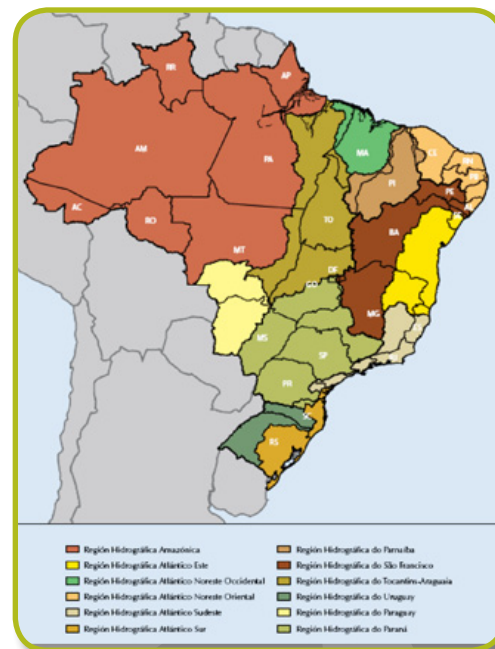 RR
AP
AM
PA
MA
CE
RN
PB
PE
PI
AC
RO
TO
BA
MT
DF
GO
MG
MS
SP
PR
SC
RS
Región Hidrográfica Amazónica
Región Hidrográfica Atlántico Este
Región Hidrográfica Atlántico Noreste Occidental
Región Hidrográfica Atlántico Noreste Oriental
Región Hidrográfica Atlántico Sudeste
Región Hidrográfica Atlántico Sur
Región Hidrográfica do Parnaíba
Región Hidrográfica do São Francisco
Región Hidrográfica do Tocantins-Araguaia
Región Hidrográfica do Uruguay
Región Hidrográfica do Paraguay
Región Hidrográfica do Paraná